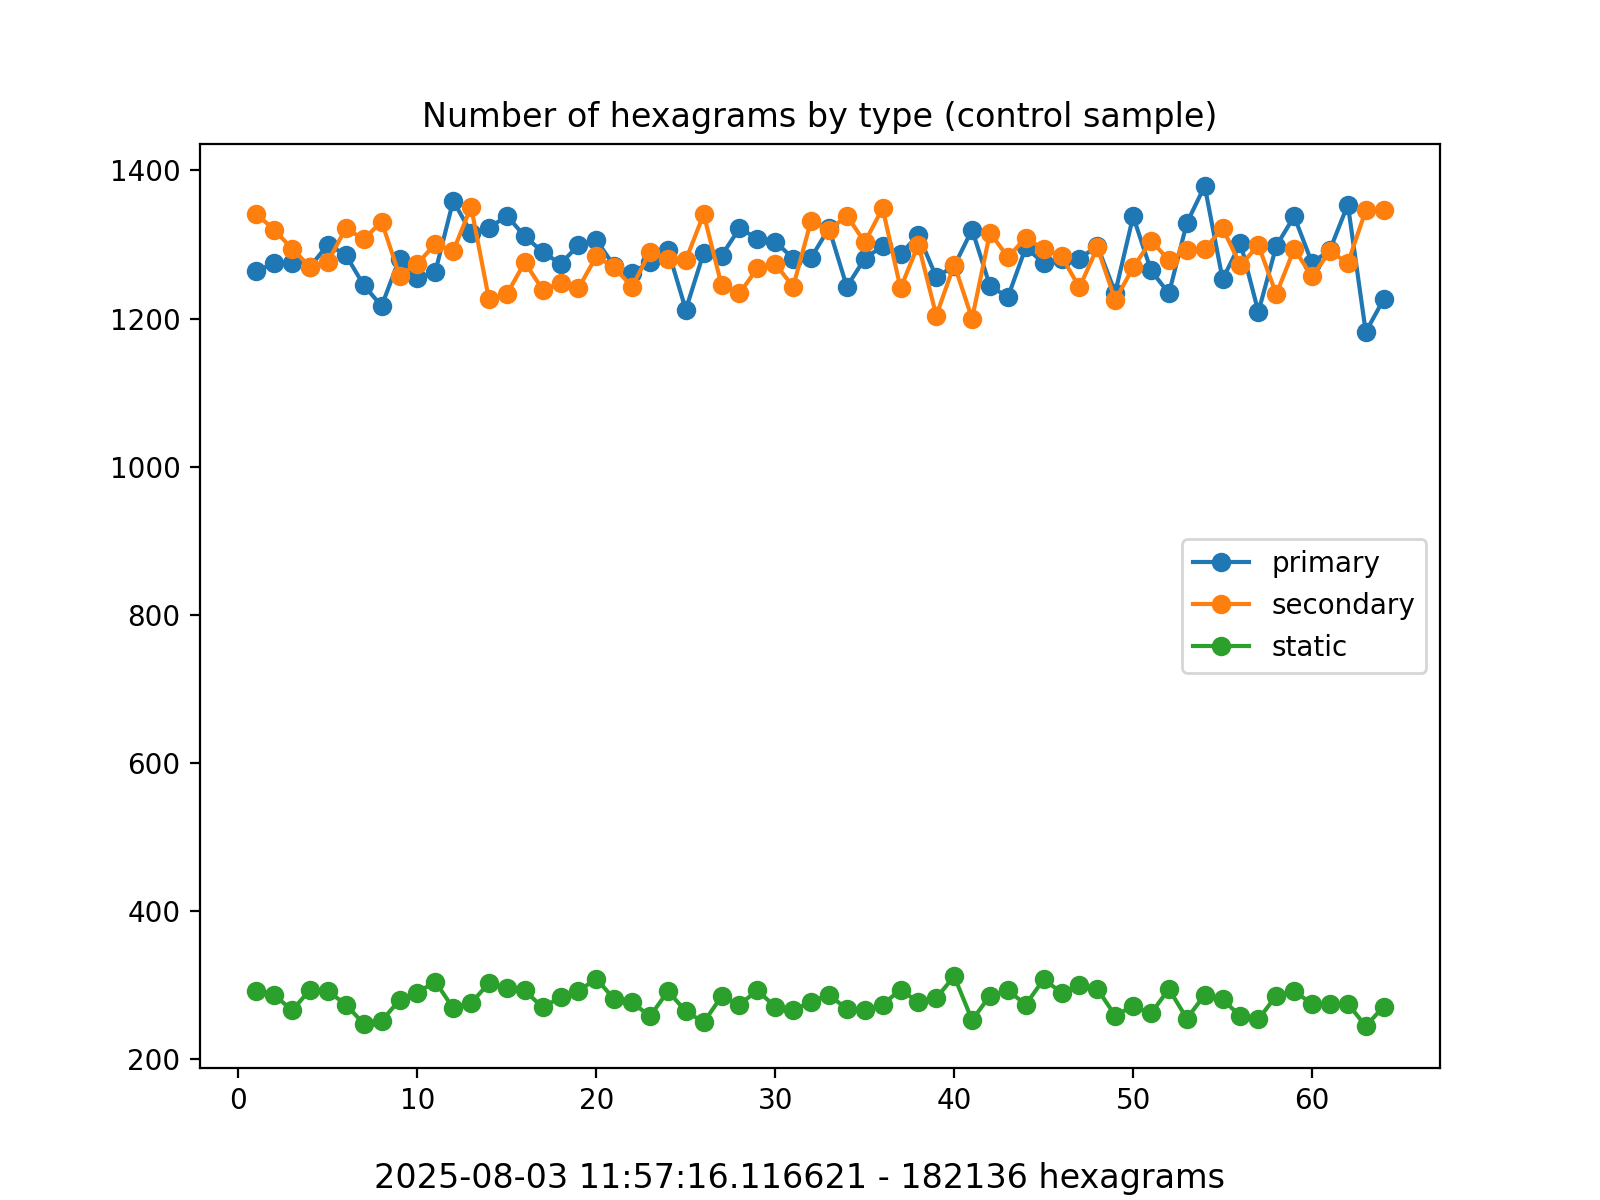 Number of hexagrams by type (control sample)
1400
1200
1000
800
600
400
200
primary
secondary
static
0 10 20 30 40 50 60
2025-08-03 11:57:16.116621 - 182136 hexagrams